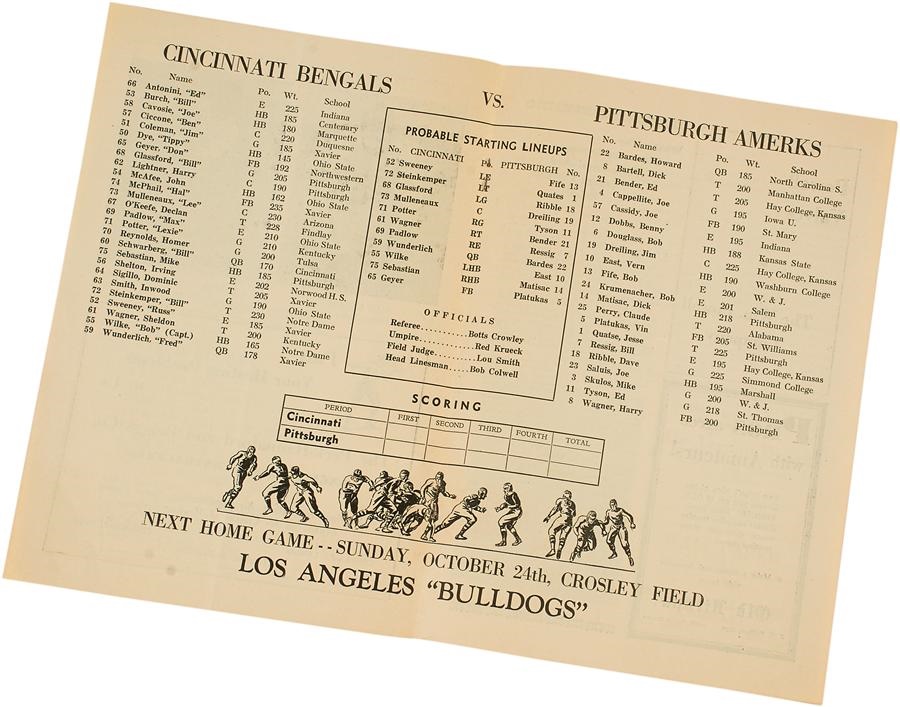 CINCINNATI BENGALS
No. Name Po. Wt. School
66 Antonini, "Ed" E 225 Indiana
53 Burch, "Bill" HB 185 Centenary
58 Cavosie, "Joe" HB 180 Marquette
57 Ciccone, "Ben" C 220 Duquesne
51 Coleman, "Jim" G 185 Xavier
50 Dye, "Tippy" HB 145 Ohio State
65 Geyer, "Don" FB 192 Northwestern
68 Glassford, "Bill" G 205 Pittsburgh
62 Lightner, Harry C 190 Pittsburgh
54 McAfee, John HB 162 Ohio State
74 McPhail, "Hal" FB 235 Xavier
73 Mulleneaux, "Lee" C 230 Arizona
67 O'Keefe, Declan T 228 Findlay
69 Padlow, "Max" E 210 Ohio State
71 Potter, "Lexie" G 210 Kentucky
70 Reynolds, Homer G 200 Tulsa
60 Schwarberg, "Bill" QB 170 Cincinnati
75 Sebastian, Mike HB 185 Pittsburgh
56 Shelton, Irving E 202 Norwood H. S.
64 Sigillo, Dominic T 205 Xavier
63 Smith, Inwood G 190 Ohio State
72 Steinkemper, "Bill" T 230 Notre Dame
52 Sweeney, "Russ" E 185 Xavier
61 Wagner, Sheldon T 200 Kentucky
55 Wilke, "Bob" (Capt.) HB 165 Notre Dame
59 Wunderlich, "Fred" QB 178 Xavier
VS.
PROBABLE STARTING LINEUPS
No. CINCINNATI Po. PITTSBURGH No.
52 Sweeney LE Fife 13
72 Steinkemper LT Quates 1
68 Glassford LG Ribble 18
73 Mulleneaux C Dreiling 19
71 Potter RG Tyson 11
61 Wagner RT Bender 21
69 Padlow RE Ressig 7
59 Wunderlich QB Bardes 22
55 Wilke LHB East 10
75 Sebastian RHB Matisac 14
65 Geyer FB Platukas 5
OFFICIALS
Referee...........Botts Crowley
Umpire............Red Krueck
Field Judge..........Lou Smith
Head Linesman.....Bob Colwell
PITTSBURGH AMERKS
No. Name Po. Wt. School
22 Bardes, Howard QB 185 North Carolina S.
8 Bartell, Dick T 200 Manhattan College
21 Bender, Ed T 205 Hay College, Kansas
4 Cappellite, Joe G 195 Iowa U.
57 Cassidy, Joe FB 190 St. Mary
12 Dobbs, Benny E 195 Indiana
6 Douglass, Bob HB 188 Kansas State
19 Dreiling, Jim C 225 Hay College, Kansas
10 East, Vern HB 190 Washburn College
13 Fife, Bob E 200 W. & J.
24 Krumenacher, Bob E 201 Salem
14 Matisac, Dick HB 218 Pittsburgh
25 Perry, Claude T 220 Alabama
5 Platukas, Vin FB 205 St. Williams
1 Quatse, Jesse T 225 Pittsburgh
7 Ressig, Bill E 195 Hay College, Kansas
18 Ribble, Dave G 225 Simmond College
23 Saluis, Joe HB 195 Marshall
3 Skulos, Mike G 200 W. & J.
11 Tyson, Ed G 218 St. Thomas
8 Wagner, Harry FB 200 Pittsburgh
SCORING
PERIOD FIRST SECOND THIRD FOURTH TOTAL
Cincinnati
Pittsburgh
NEXT HOME GAME -- SUNDAY, OCTOBER 24th, CROSLEY FIELD
LOS ANGELES "BULLDOGS"